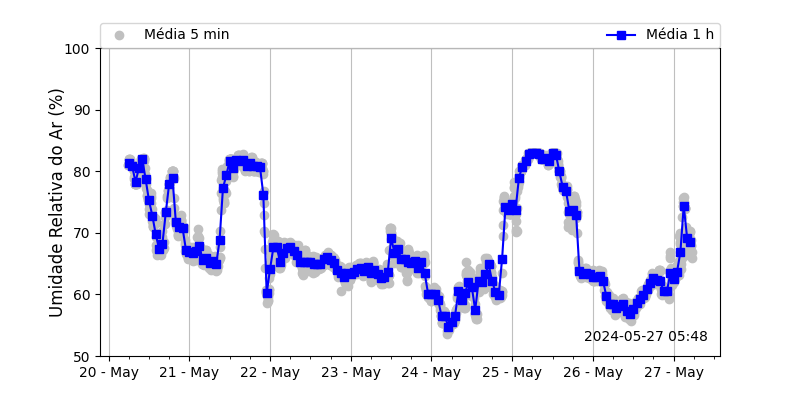 Média 5 min
Média 1 h
Umidade Relativa do Ar (%)
100
90
80
70
60
50
2024-05-27 05:48
20 - May
21 - May
22 - May
23 - May
24 - May
25 - May
26 - May
27 - May